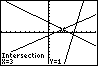 Intersection
X=3 Y=1